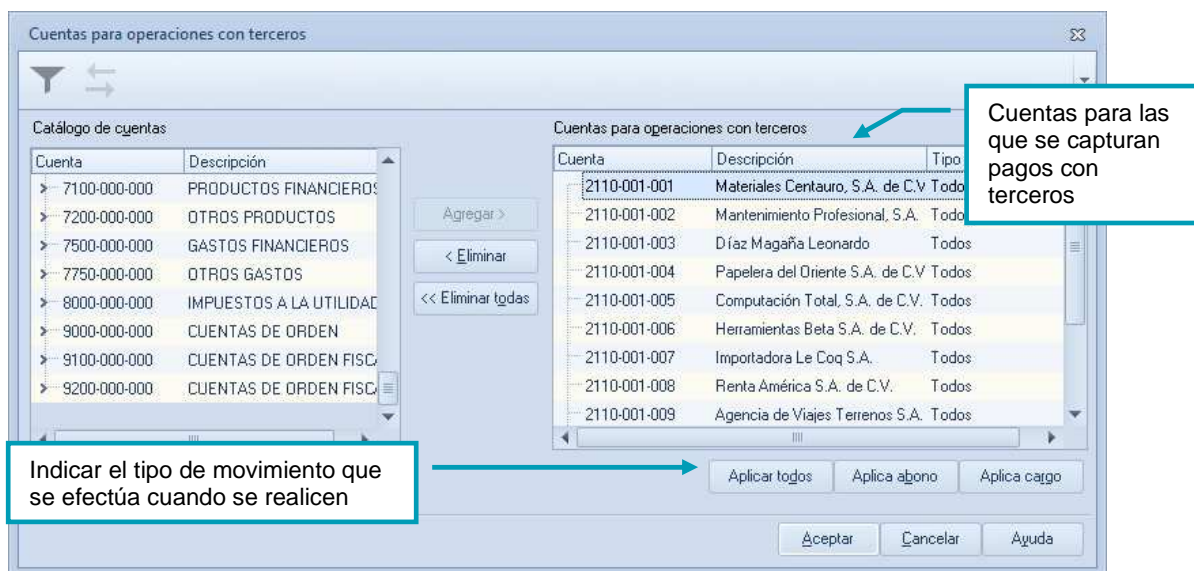 Cuentas para operaciones con terceros
Catálogo de cuentas
Cuenta Descripción
7100-000-000 PRODUCTOS FINANCIEROS
7200-000-000 OTROS PRODUCTOS
7500-000-000 GASTOS FINANCIEROS
7750-000-000 OTROS GASTOS
8000-000-000 IMPUESTOS A LA UTILIDAD
9000-000-000 CUENTAS DE ORDEN
9100-000-000 CUENTAS DE ORDEN FISC
9200-000-000 CUENTAS DE ORDEN FISC
Agregar >
< Eliminar
<< Eliminar todas
Cuentas para operaciones con terceros
Cuenta Descripción Tipo
2110-001-001 Materiales Centauro, S.A. de C.V Todo
2110-001-002 Mantenimiento Profesional, S.A. Todo
2110-001-003 Díaz Magaña Leonardo Todos
2110-001-004 Papelera del Oriente S.A. de C.V Todos
2110-001-005 Computación Total, S.A. de C.V. Todos
2110-001-006 Herramientas Beta S.A. de C.V. Todos
2110-001-007 Importadora Le Coq S.A. Todos
2110-001-008 Renta América S.A. de C.V. Todos
2110-001-009 Agencia de Viajes Terrenos S.A. Todos
Cuentas para las
que se capturan
pagos con
terceros
Indicar el tipo de movimiento que
se efectúa cuando se realicen
Aplicar todos Aplica abono Aplica cargo
Aceptar Cancelar Ayuda